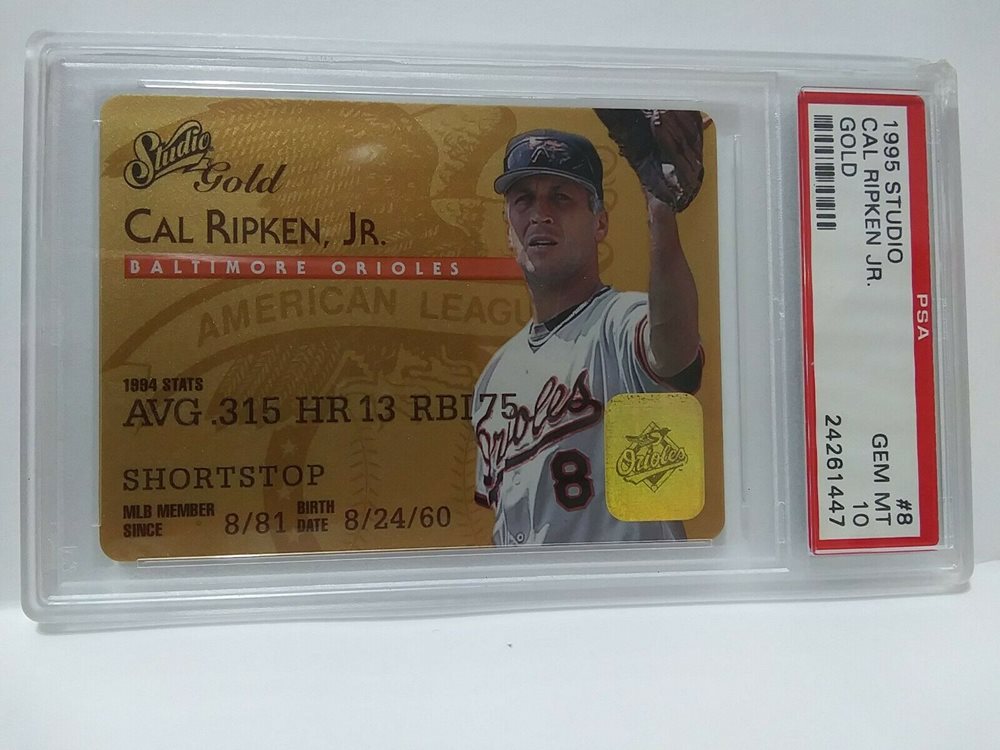 Studio
Gold
CAL RIPKEN, JR.
BALTIMORE ORIOLES
AMERICAN LEAGU
1994 STATS
AVG .315 HR 13 RBI 75
SHORTSTOP
MLB MEMBER SINCE 8/81 BIRTH DATE 8/24/60
Orioles
8
Orioles
1995 STUDIO
CAL RIPKEN JR.
GOLD
PSA
#8
GEM MT
10
24261447